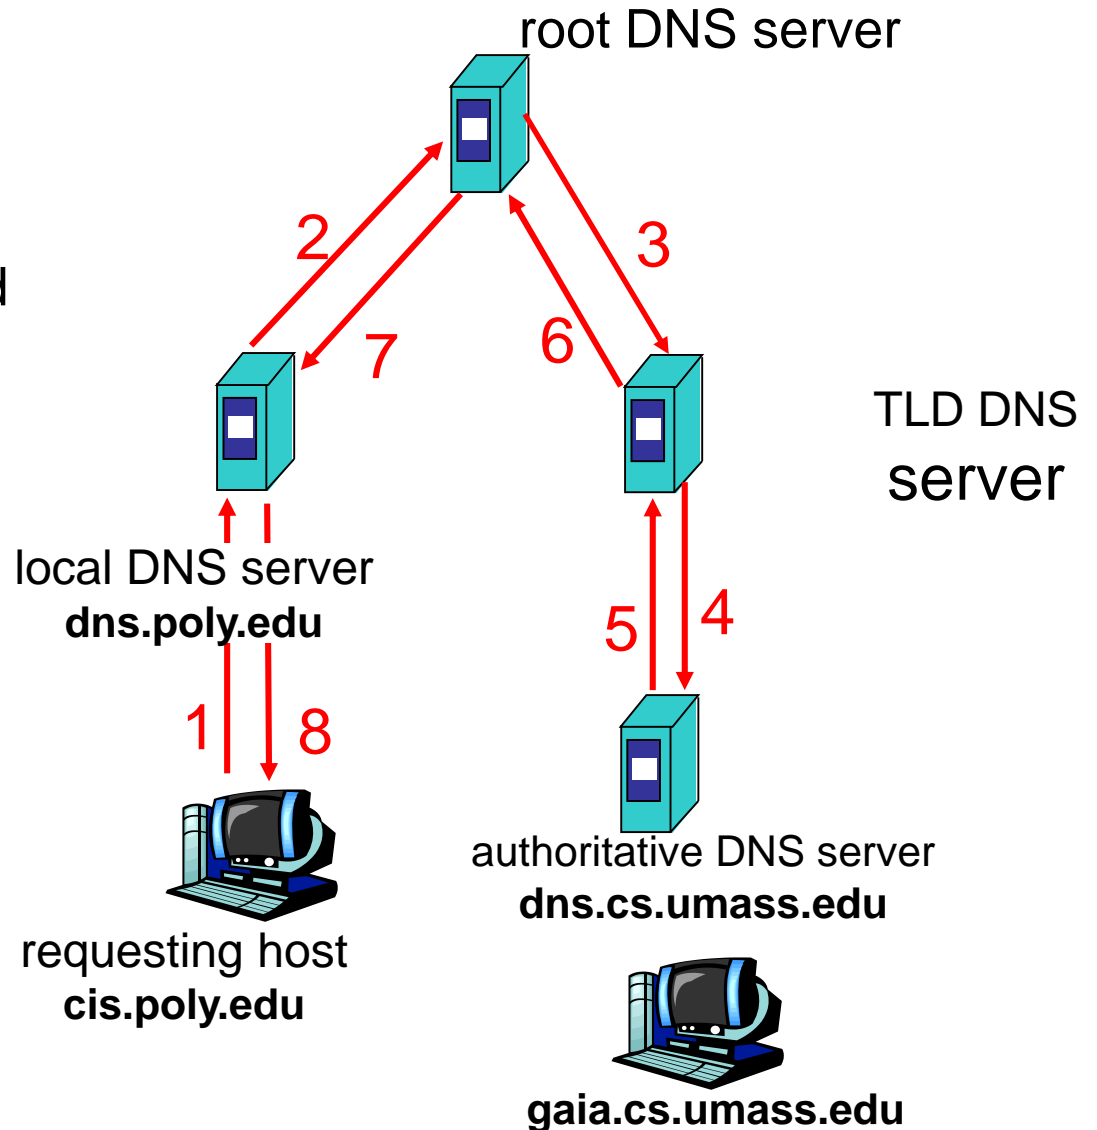 root DNS server
2
3
7
6
TLD DNS
server
local DNS server
dns.poly.edu
5
4
1
8
authoritative DNS server
dns.cs.umass.edu
requesting host
cis.poly.edu
gaia.cs.umass.edu